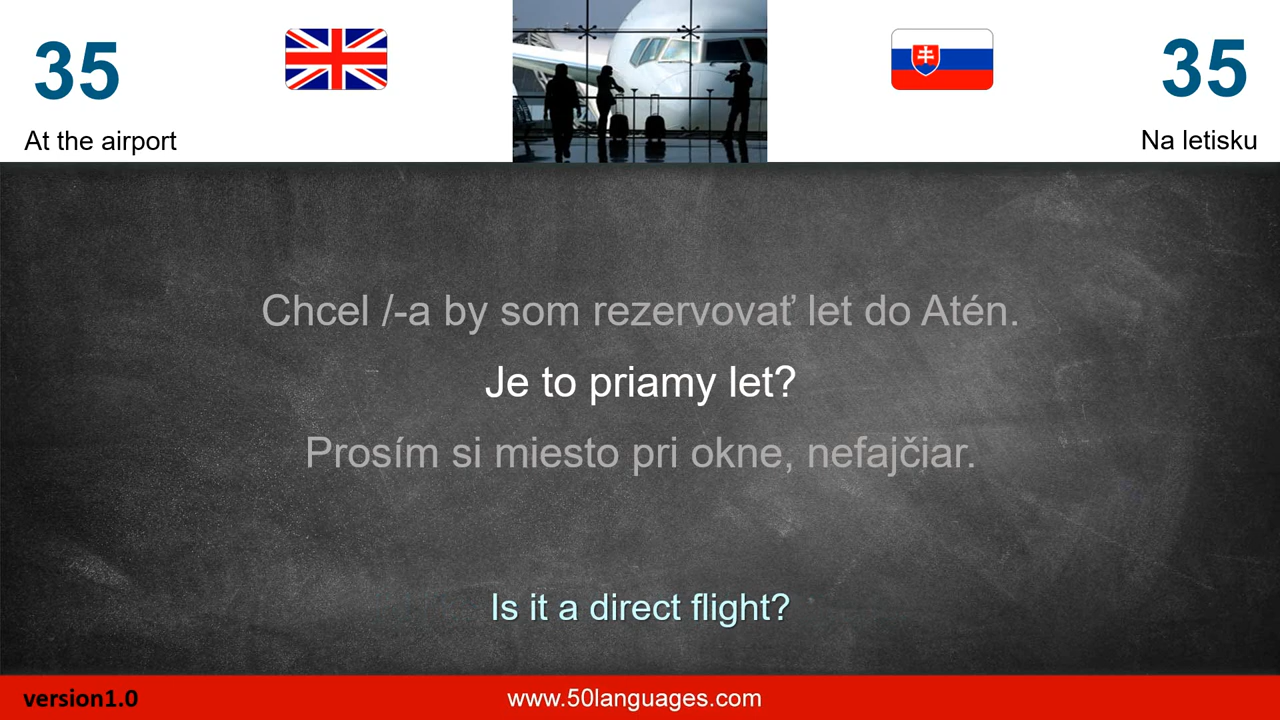 35
35
At the airport
Na letisku
Chcel /-a by som rezervovať let do Atén.
Je to priamy let?
Prosím si miesto pri okne, nefajčiar.
Is it a direct flight?
version1.0
www.50languages.com